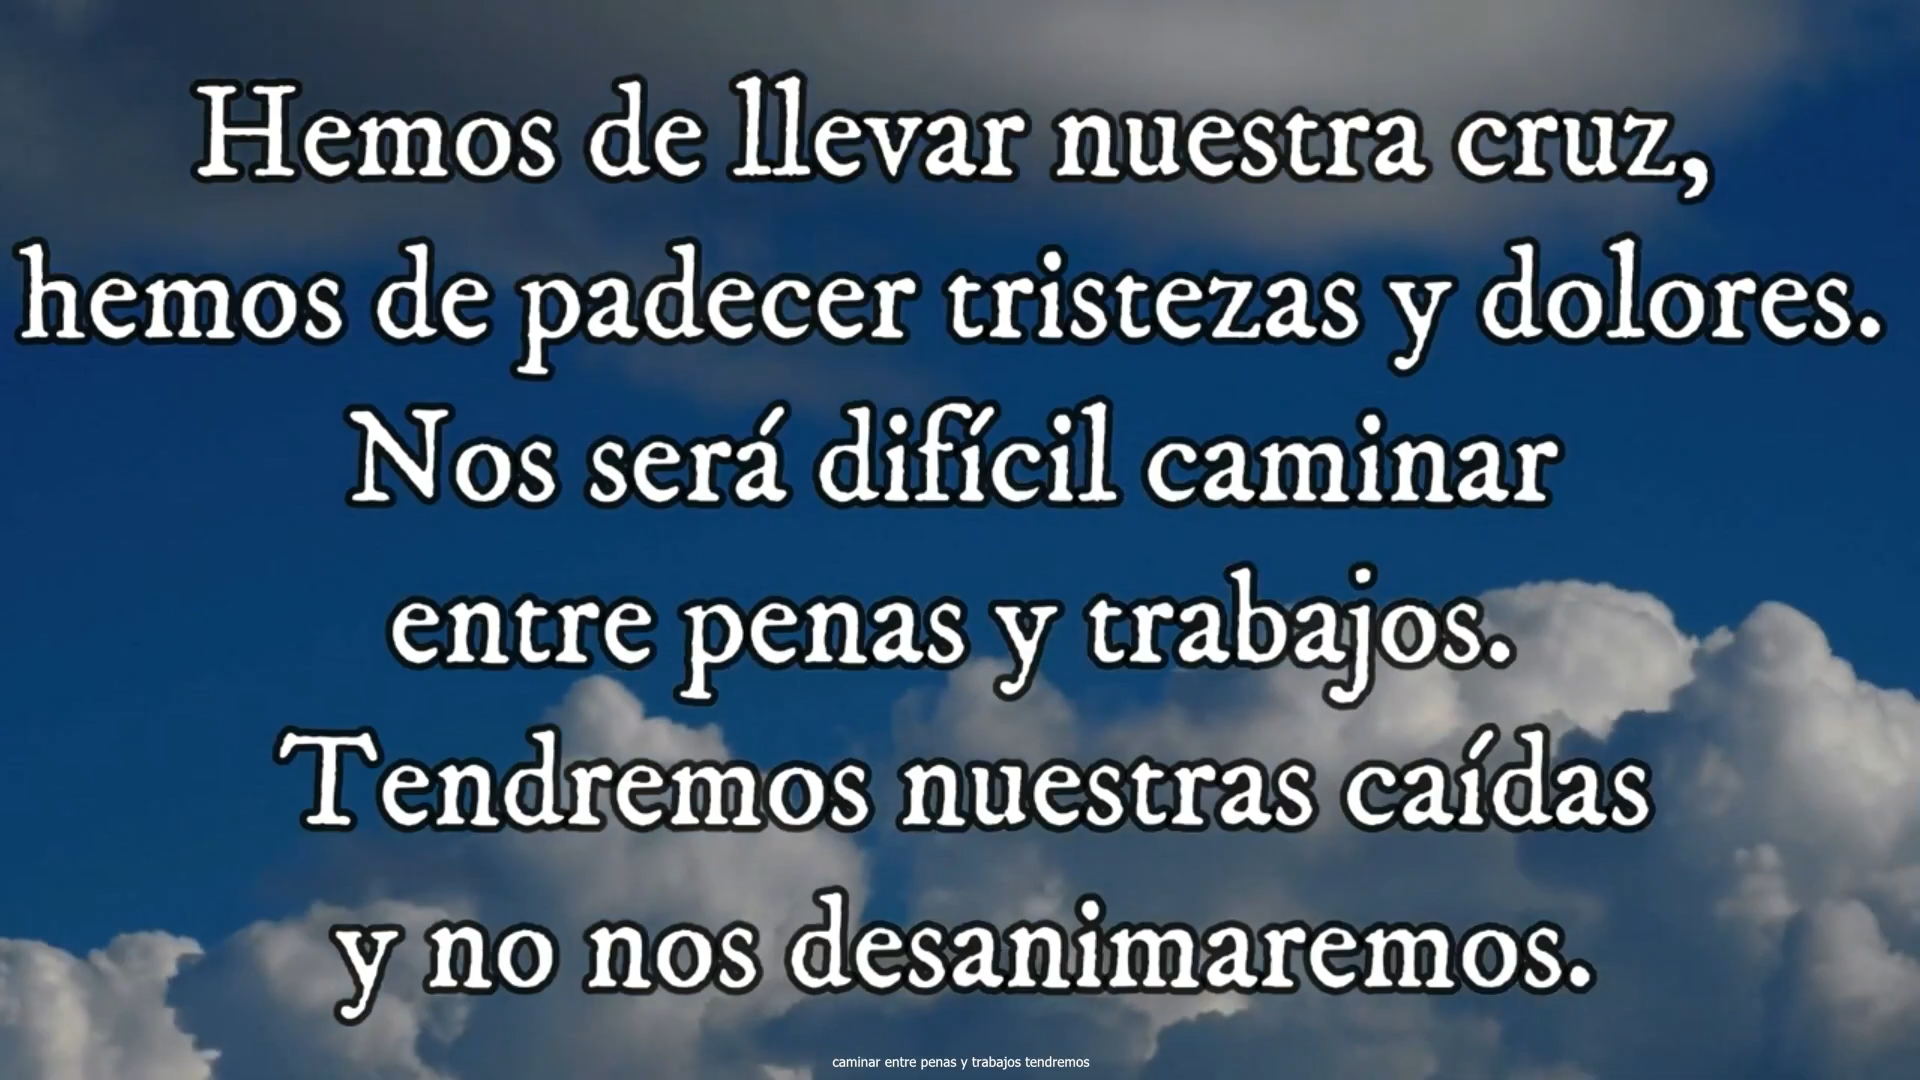 Hemos de llevar nuestra cruz,
hemos de padecer tristezas y dolores.
Nos será difícil caminar
entre penas y trabajos.
Tendremos nuestras caídas
y no nos desanimaremos.
caminar entre penas y trabajos tendremos